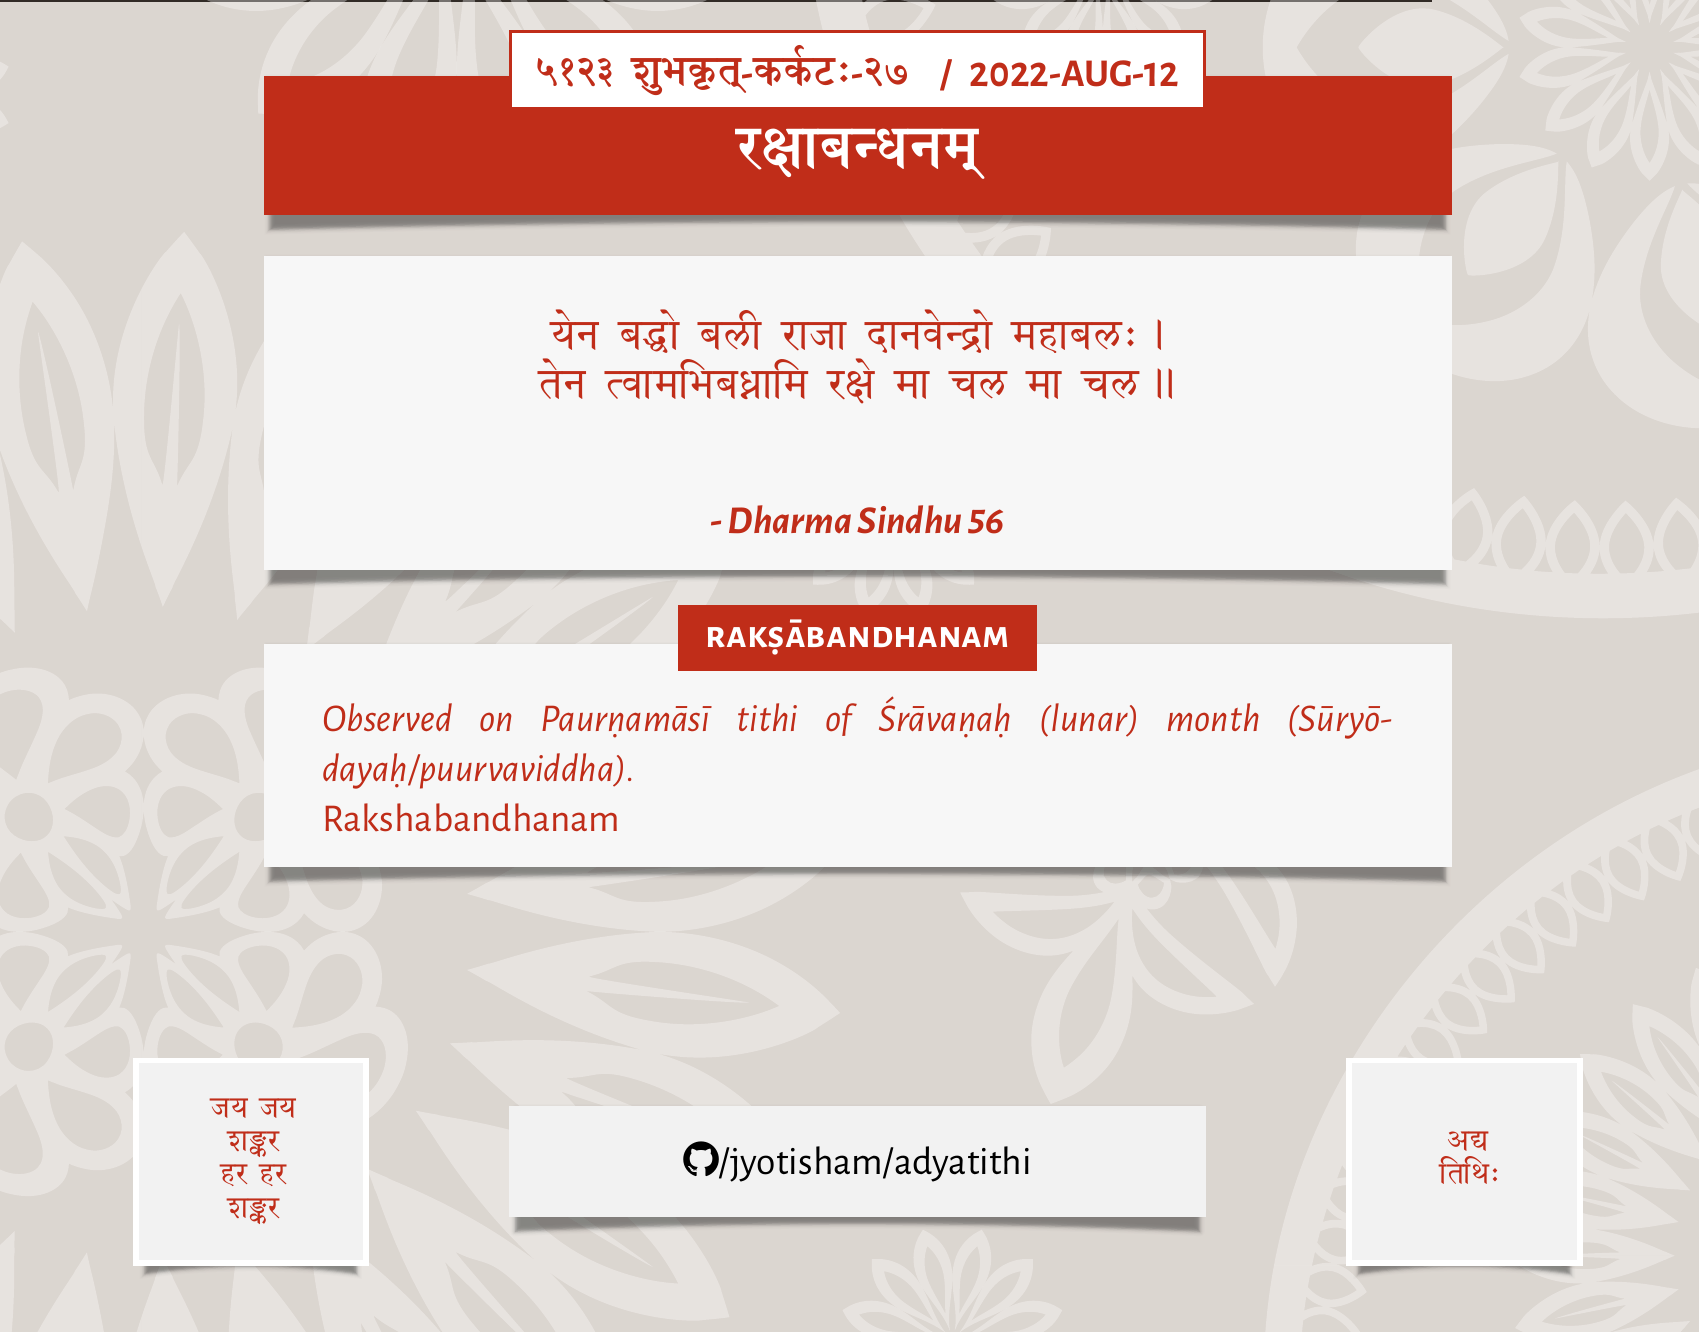 ५१२३ शुभकृत्-कर्कटः-२७ / 2022-AUG-12
रक्षाबन्धनम्
येन बद्धो बली राजा दानवेन्द्रो महाबलः ।
तेन त्वामभिबध्नामि रक्षे मा चल मा चल ॥
- Dharma Sindhu 56
RAKṢĀBANDHANAM
Observed on Paurṇamāsī tithi of Śrāvaṇaḥ (lunar) month (Sūryō-
dayaḥ/puurvaviddha).
Rakshabandhanam
जय जय
शङ्कर
हर हर
शङ्कर
/jyotisham/adyatithi
अद्य
तिथिः